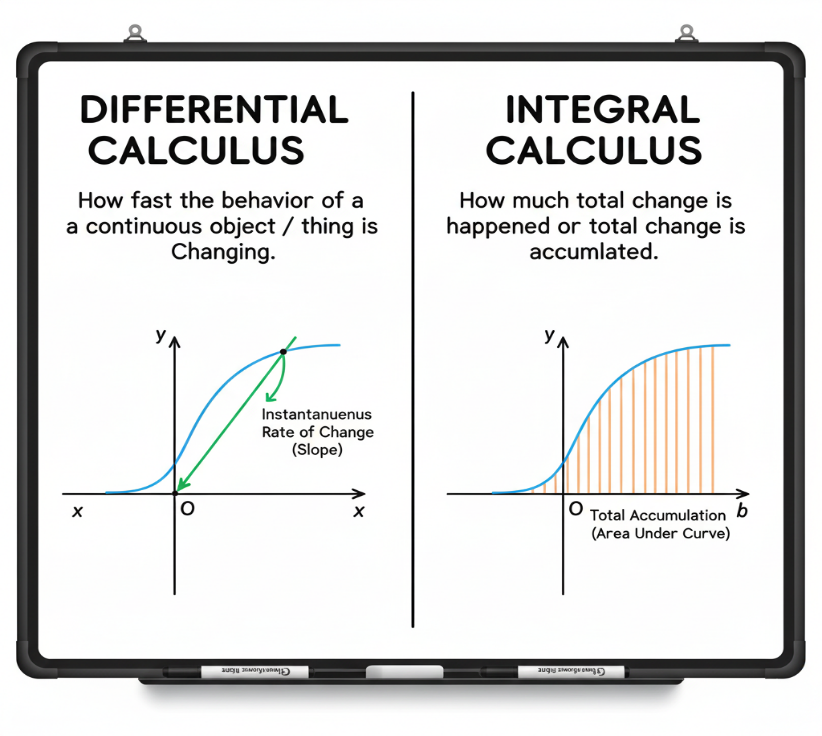 DIFFERENTIAL
CALCULUS
How fast the behavior of a
a continuous object / thing is
Changing.
y
Instantanuenus
Rate of Change
(Slope)
x
O
x
INTEGRAL
CALCULUS
How much total change is
happened or total change is
accumlated.
y
O
Total Accumulation
(Area Under Curve)
b